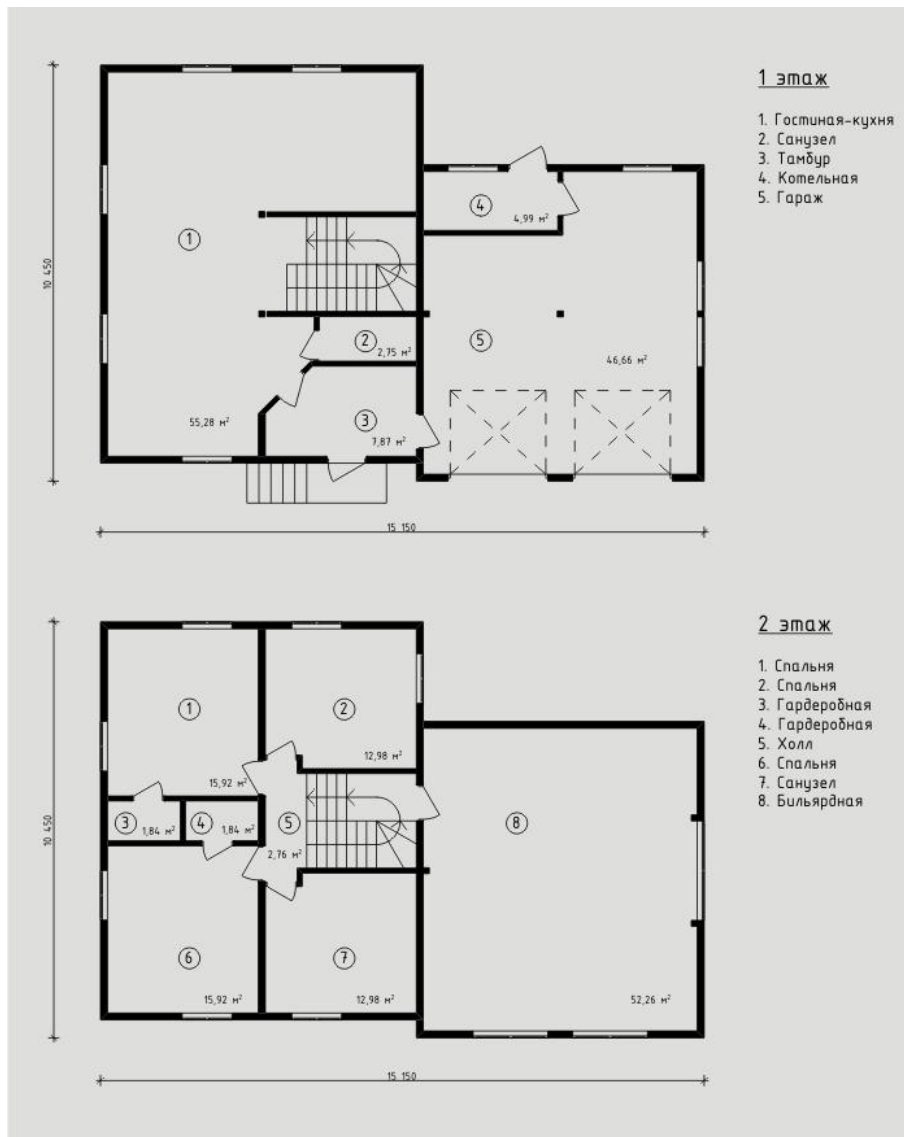 1 этаж
1. Гостиная-кухня
2. Санузел
3. Тамбур
4. Котельная
5. Гараж
10 450
1
4
4,99 м²
2
2,75 м²
5
46,66 м²
55,28 м²
3
7,87 м²
15 150
2 этаж
1. Спальня
2. Спальня
3. Гардеробная
4. Гардеробная
5. Холл
6. Спальня
7. Санузел
8. Бильярдная
10 450
1
15,92 м²
2
12,98 м²
3
1,84 м²
4
1,84 м²
5
2,76 м²
8
52,26 м²
6
15,92 м²
7
12,98 м²
15 150